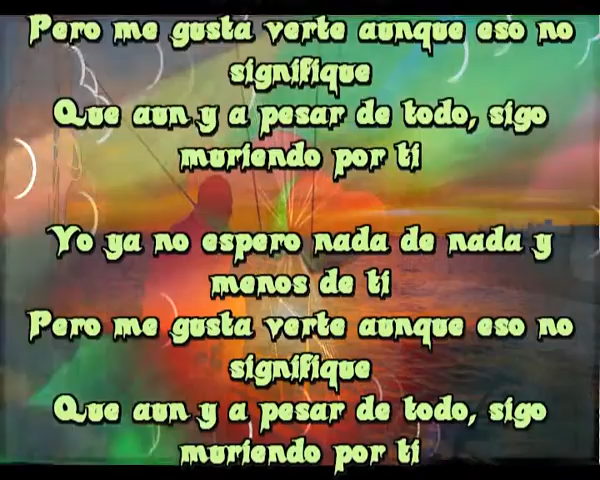 Pero me gusta verte aunque eso no
signifique
Que aun y a pesar de todo, sigo
muriendo por ti
Yo ya no espero nada de nada y
menos de ti
Pero me gusta verte aunque eso no
signifique
Que aun y a pesar de todo, sigo
muriendo por ti